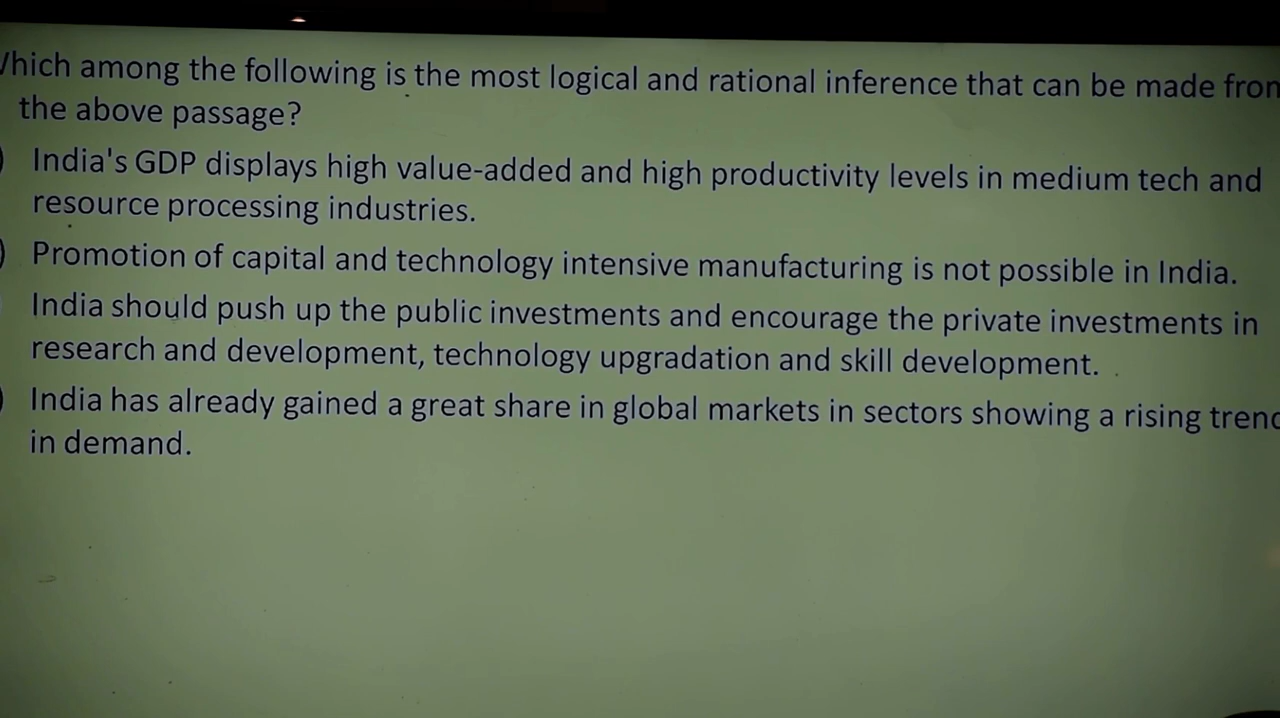 Which among the following is the most logical and rational inference that can be made from
the above passage?
) India's GDP displays high value-added and high productivity levels in medium tech and
resource processing industries.
) Promotion of capital and technology intensive manufacturing is not possible in India.
India should push up the public investments and encourage the private investments in
research and development, technology upgradation and skill development.
) India has already gained a great share in global markets in sectors showing a rising trend
in demand.